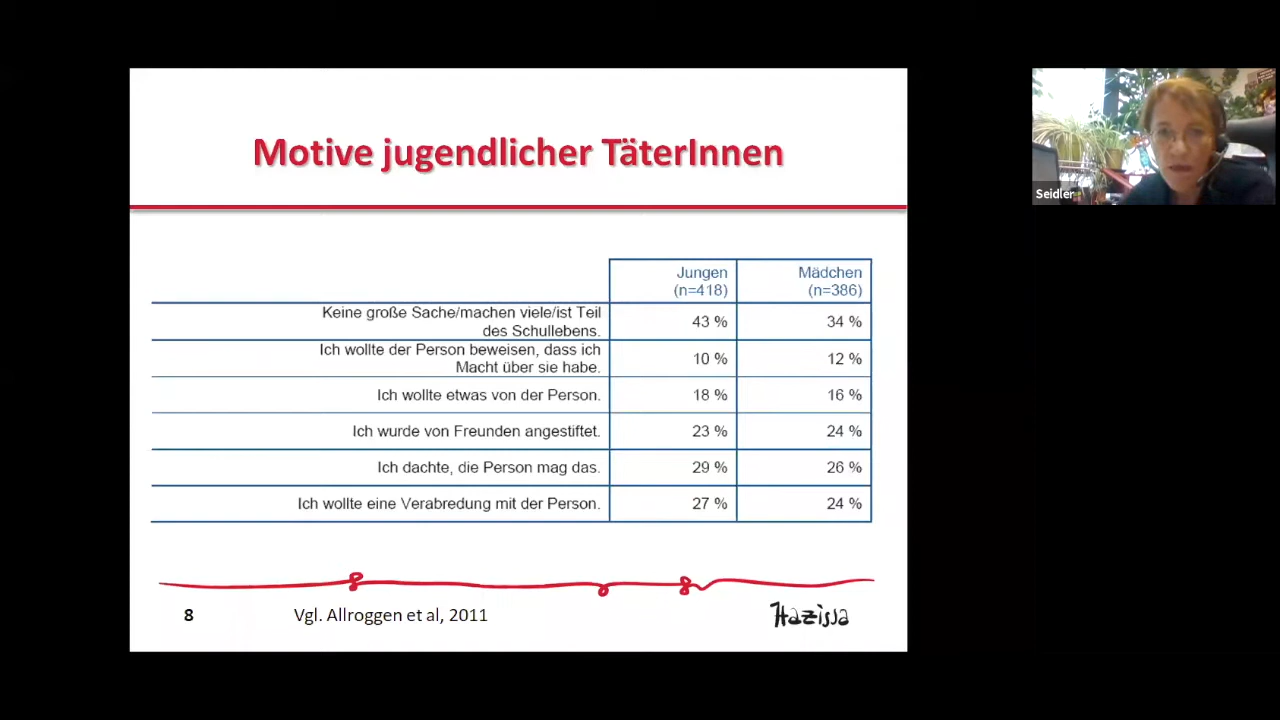 Motive jugendlicher TäterInnen
Seidler
Jungen
(n=418)
Mädchen
(n=386)
Keine große Sache/machen viele/ist Teil
des Schullebens.
43 %
34 %
Ich wollte der Person beweisen, dass ich
Macht über sie habe.
10 %
12 %
Ich wollte etwas von der Person.
18 %
16 %
Ich wurde von Freunden angestiftet.
23 %
24 %
Ich dachte, die Person mag das.
29 %
26 %
Ich wollte eine Verabredung mit der Person.
27 %
24 %
8
Vgl. Allroggen et al, 2011
Hazissa